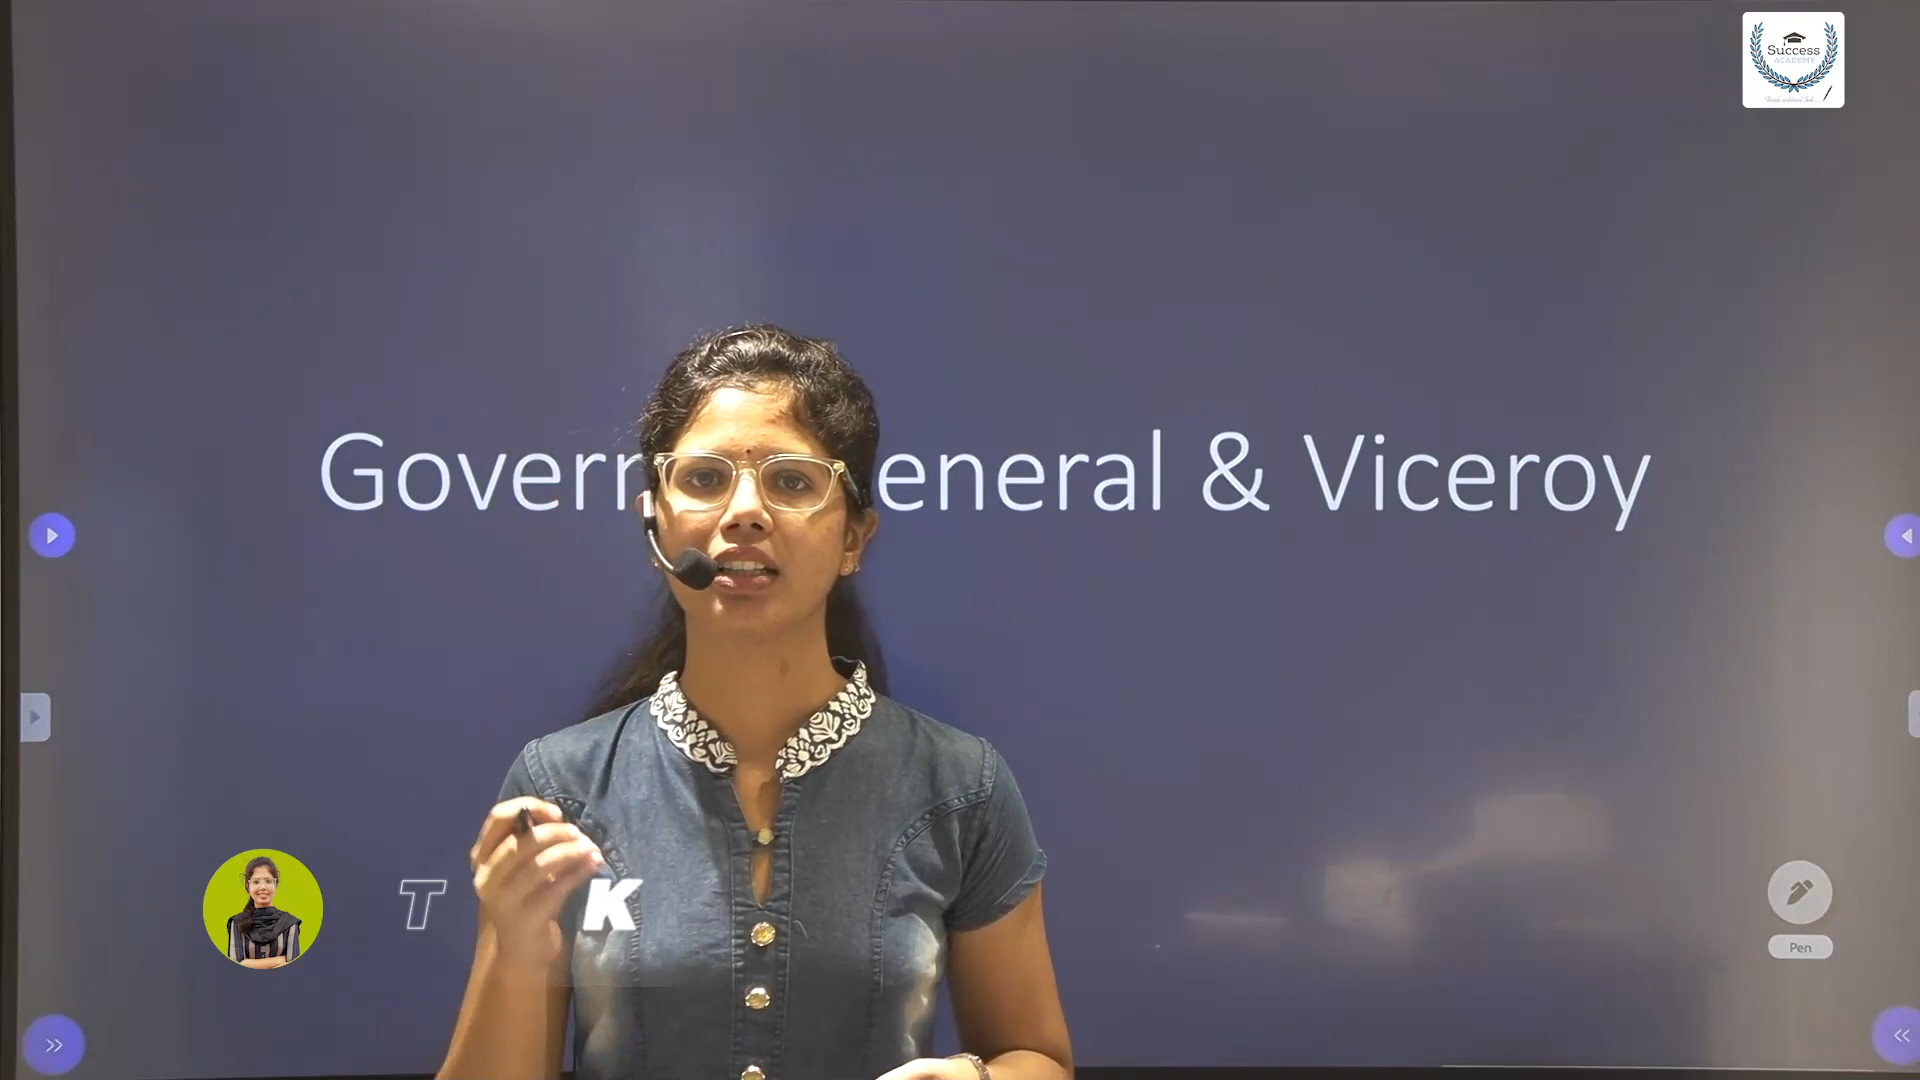 Success
ACADEMY
Govern eneral & Viceroy
T K
Pen